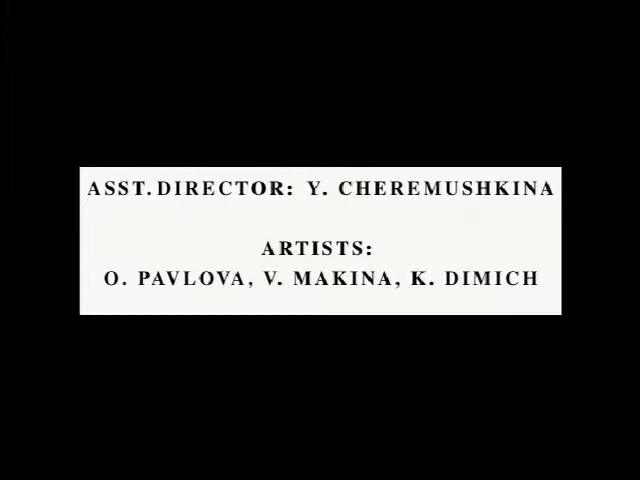 ASST. DIRECTOR: Y. CHEREMUSHKINA
ARTISTS:
O. PAVLOVA, V. MAKINA, K. DIMICH